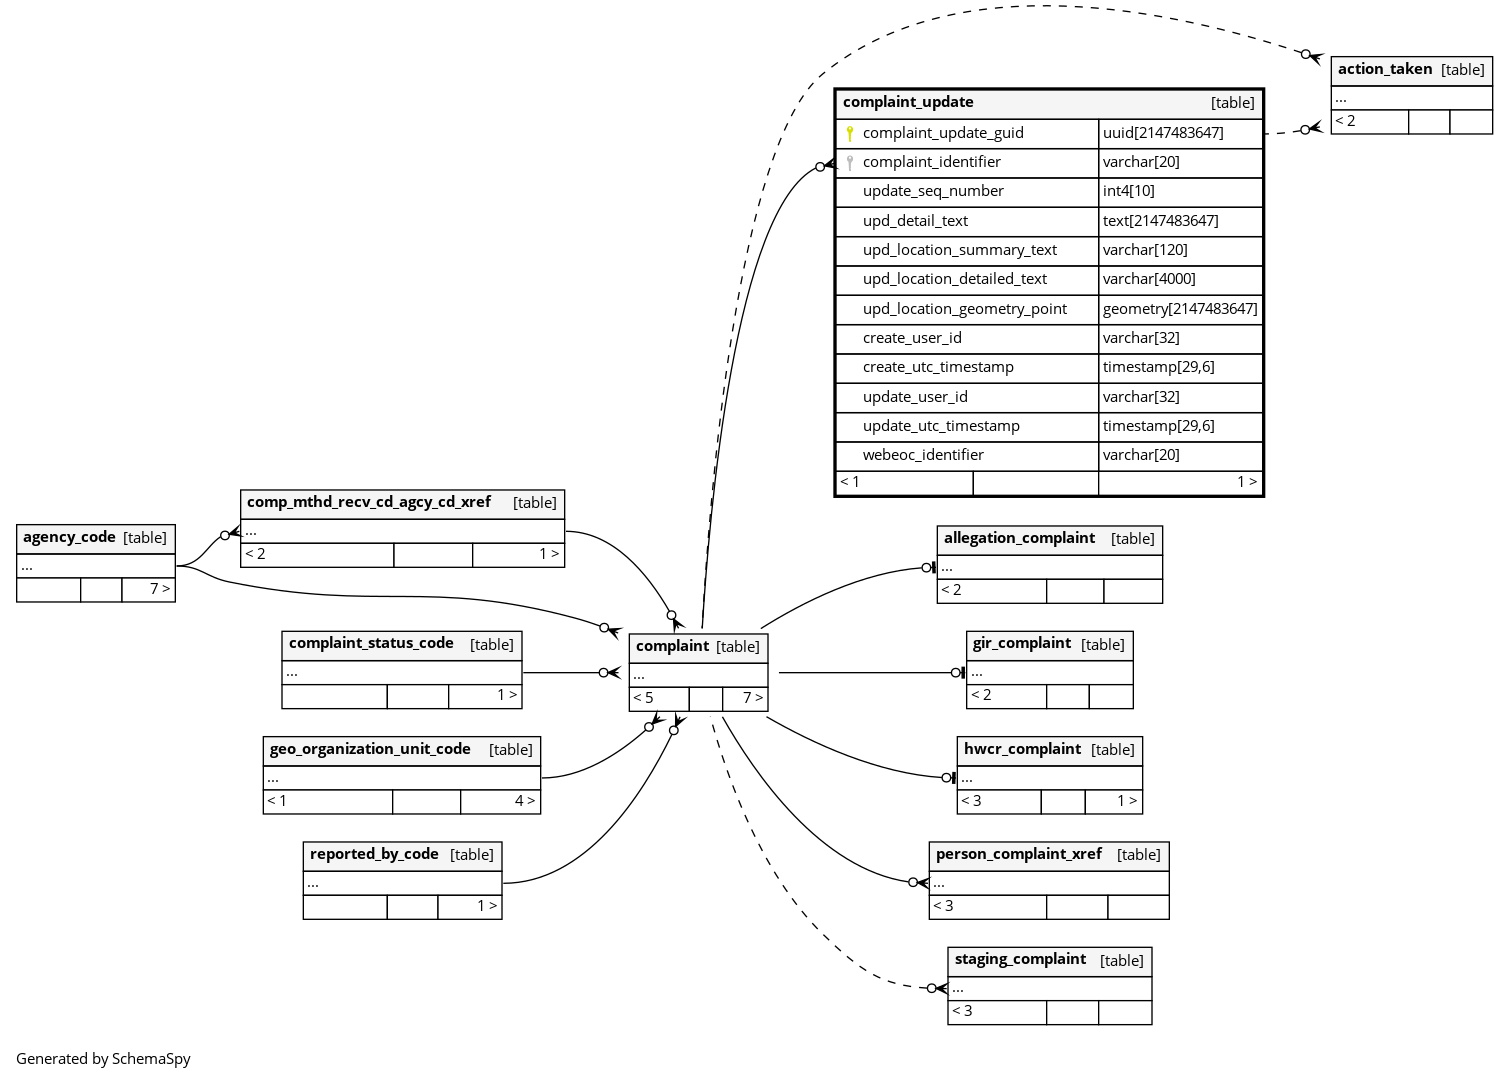 action_taken [table]
...
< 2
complaint_update [table]
complaint_update_guid uuid[2147483647]
complaint_identifier varchar[20]
update_seq_number int4[10]
upd_detail_text text[2147483647]
upd_location_summary_text varchar[120]
upd_location_detailed_text varchar[4000]
upd_location_geometry_point geometry[2147483647]
create_user_id varchar[32]
create_utc_timestamp timestamp[29,6]
update_user_id varchar[32]
update_utc_timestamp timestamp[29,6]
webeoc_identifier varchar[20]
< 1 1 >
comp_mthd_recv_cd_agcy_cd_xref [table]
...
< 2 1 >
agency_code [table]
...
7 >
allegation_complaint [table]
...
< 2
complaint_status_code [table]
...
1 >
complaint [table]
...
< 5 7 >
gir_complaint [table]
...
< 2
geo_organization_unit_code [table]
...
< 1 4 >
hwcr_complaint [table]
...
< 3 1 >
reported_by_code [table]
...
1 >
person_complaint_xref [table]
...
< 3
staging_complaint [table]
...
< 3
Generated by SchemaSpy